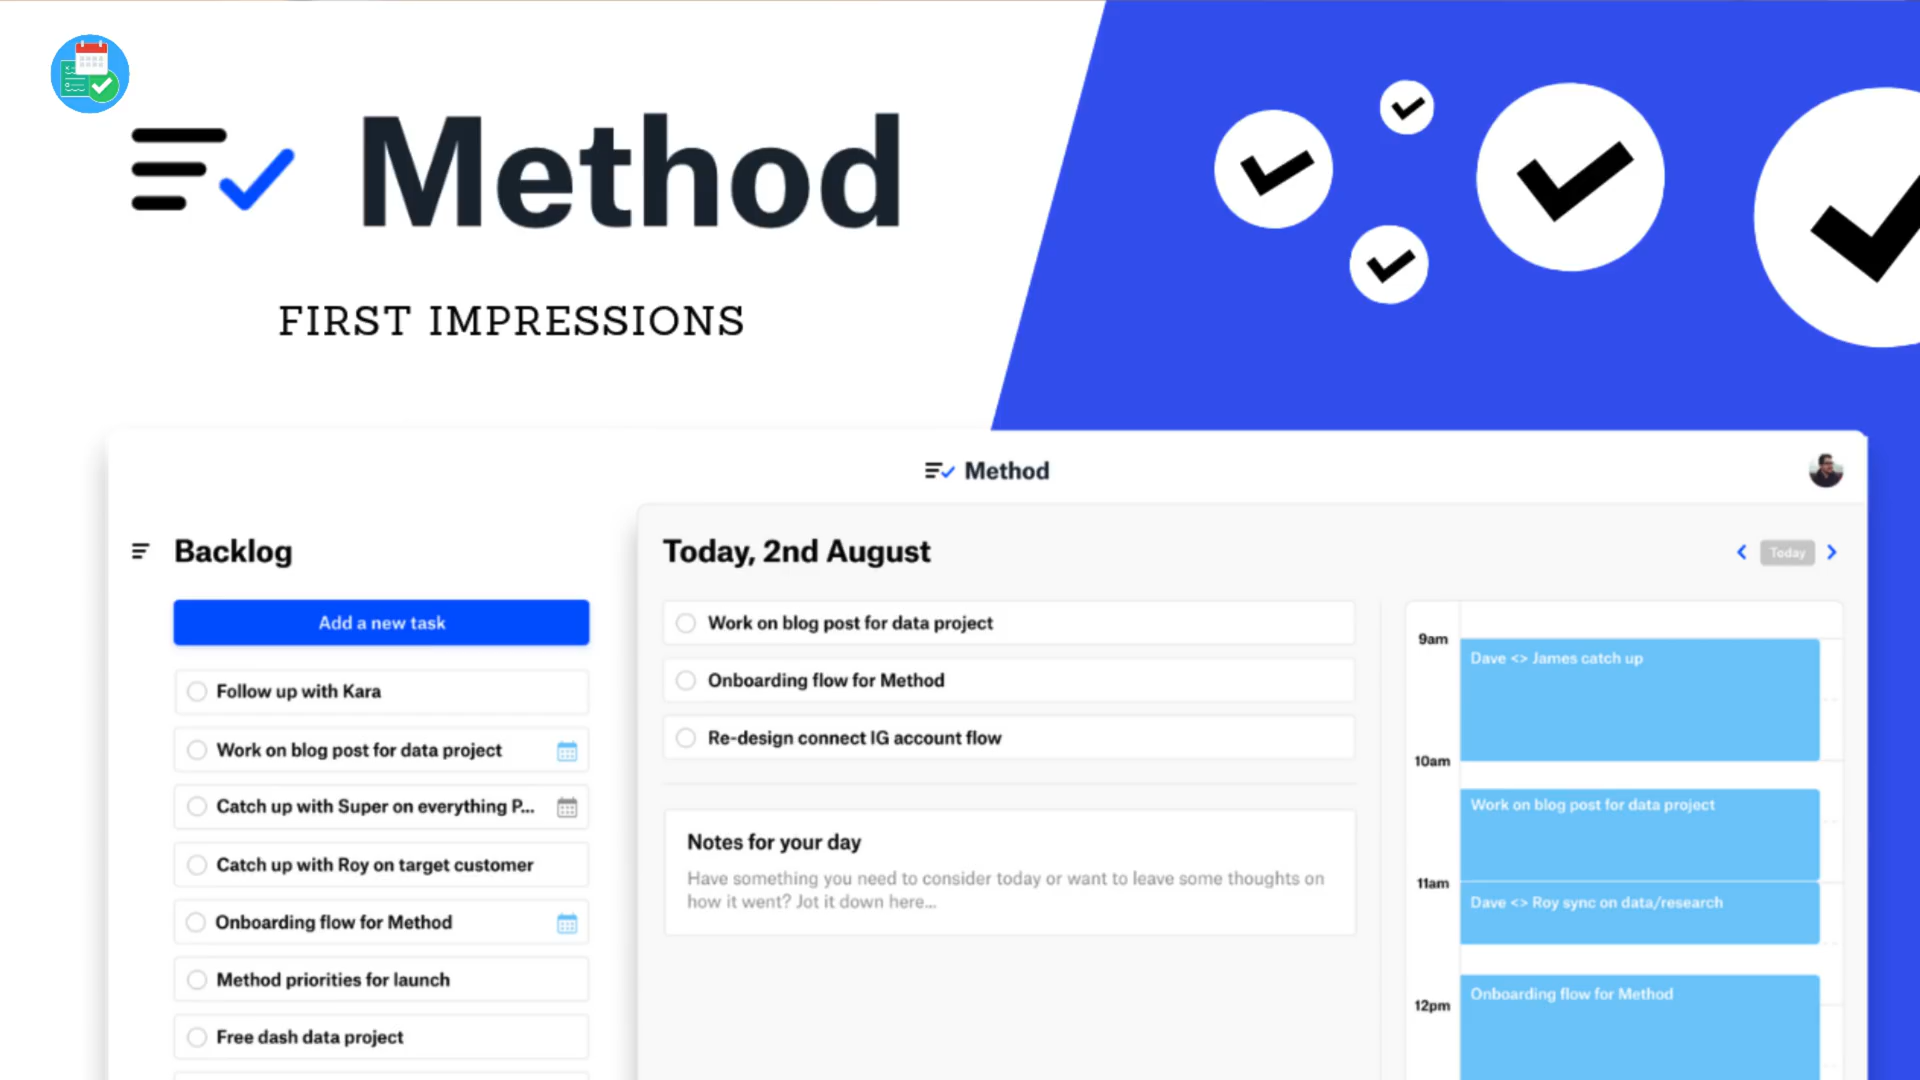 Method
FIRST IMPRESSIONS
Method
Backlog
Add a new task
Follow up with Kara
Work on blog post for data project
Catch up with Super on everything P...
Catch up with Roy on target customer
Onboarding flow for Method
Method priorities for launch
Free dash data project
Today, 2nd August
Today
Work on blog post for data project
Onboarding flow for Method
Re-design connect IG account flow
Notes for your day
Have something you need to consider today or want to leave some thoughts on
how it went? Jot it down here...
9am
Dave <> James catch up
10am
Work on blog post for data project
11am
Dave <> Roy sync on data/research
Onboarding flow for Method
12pm